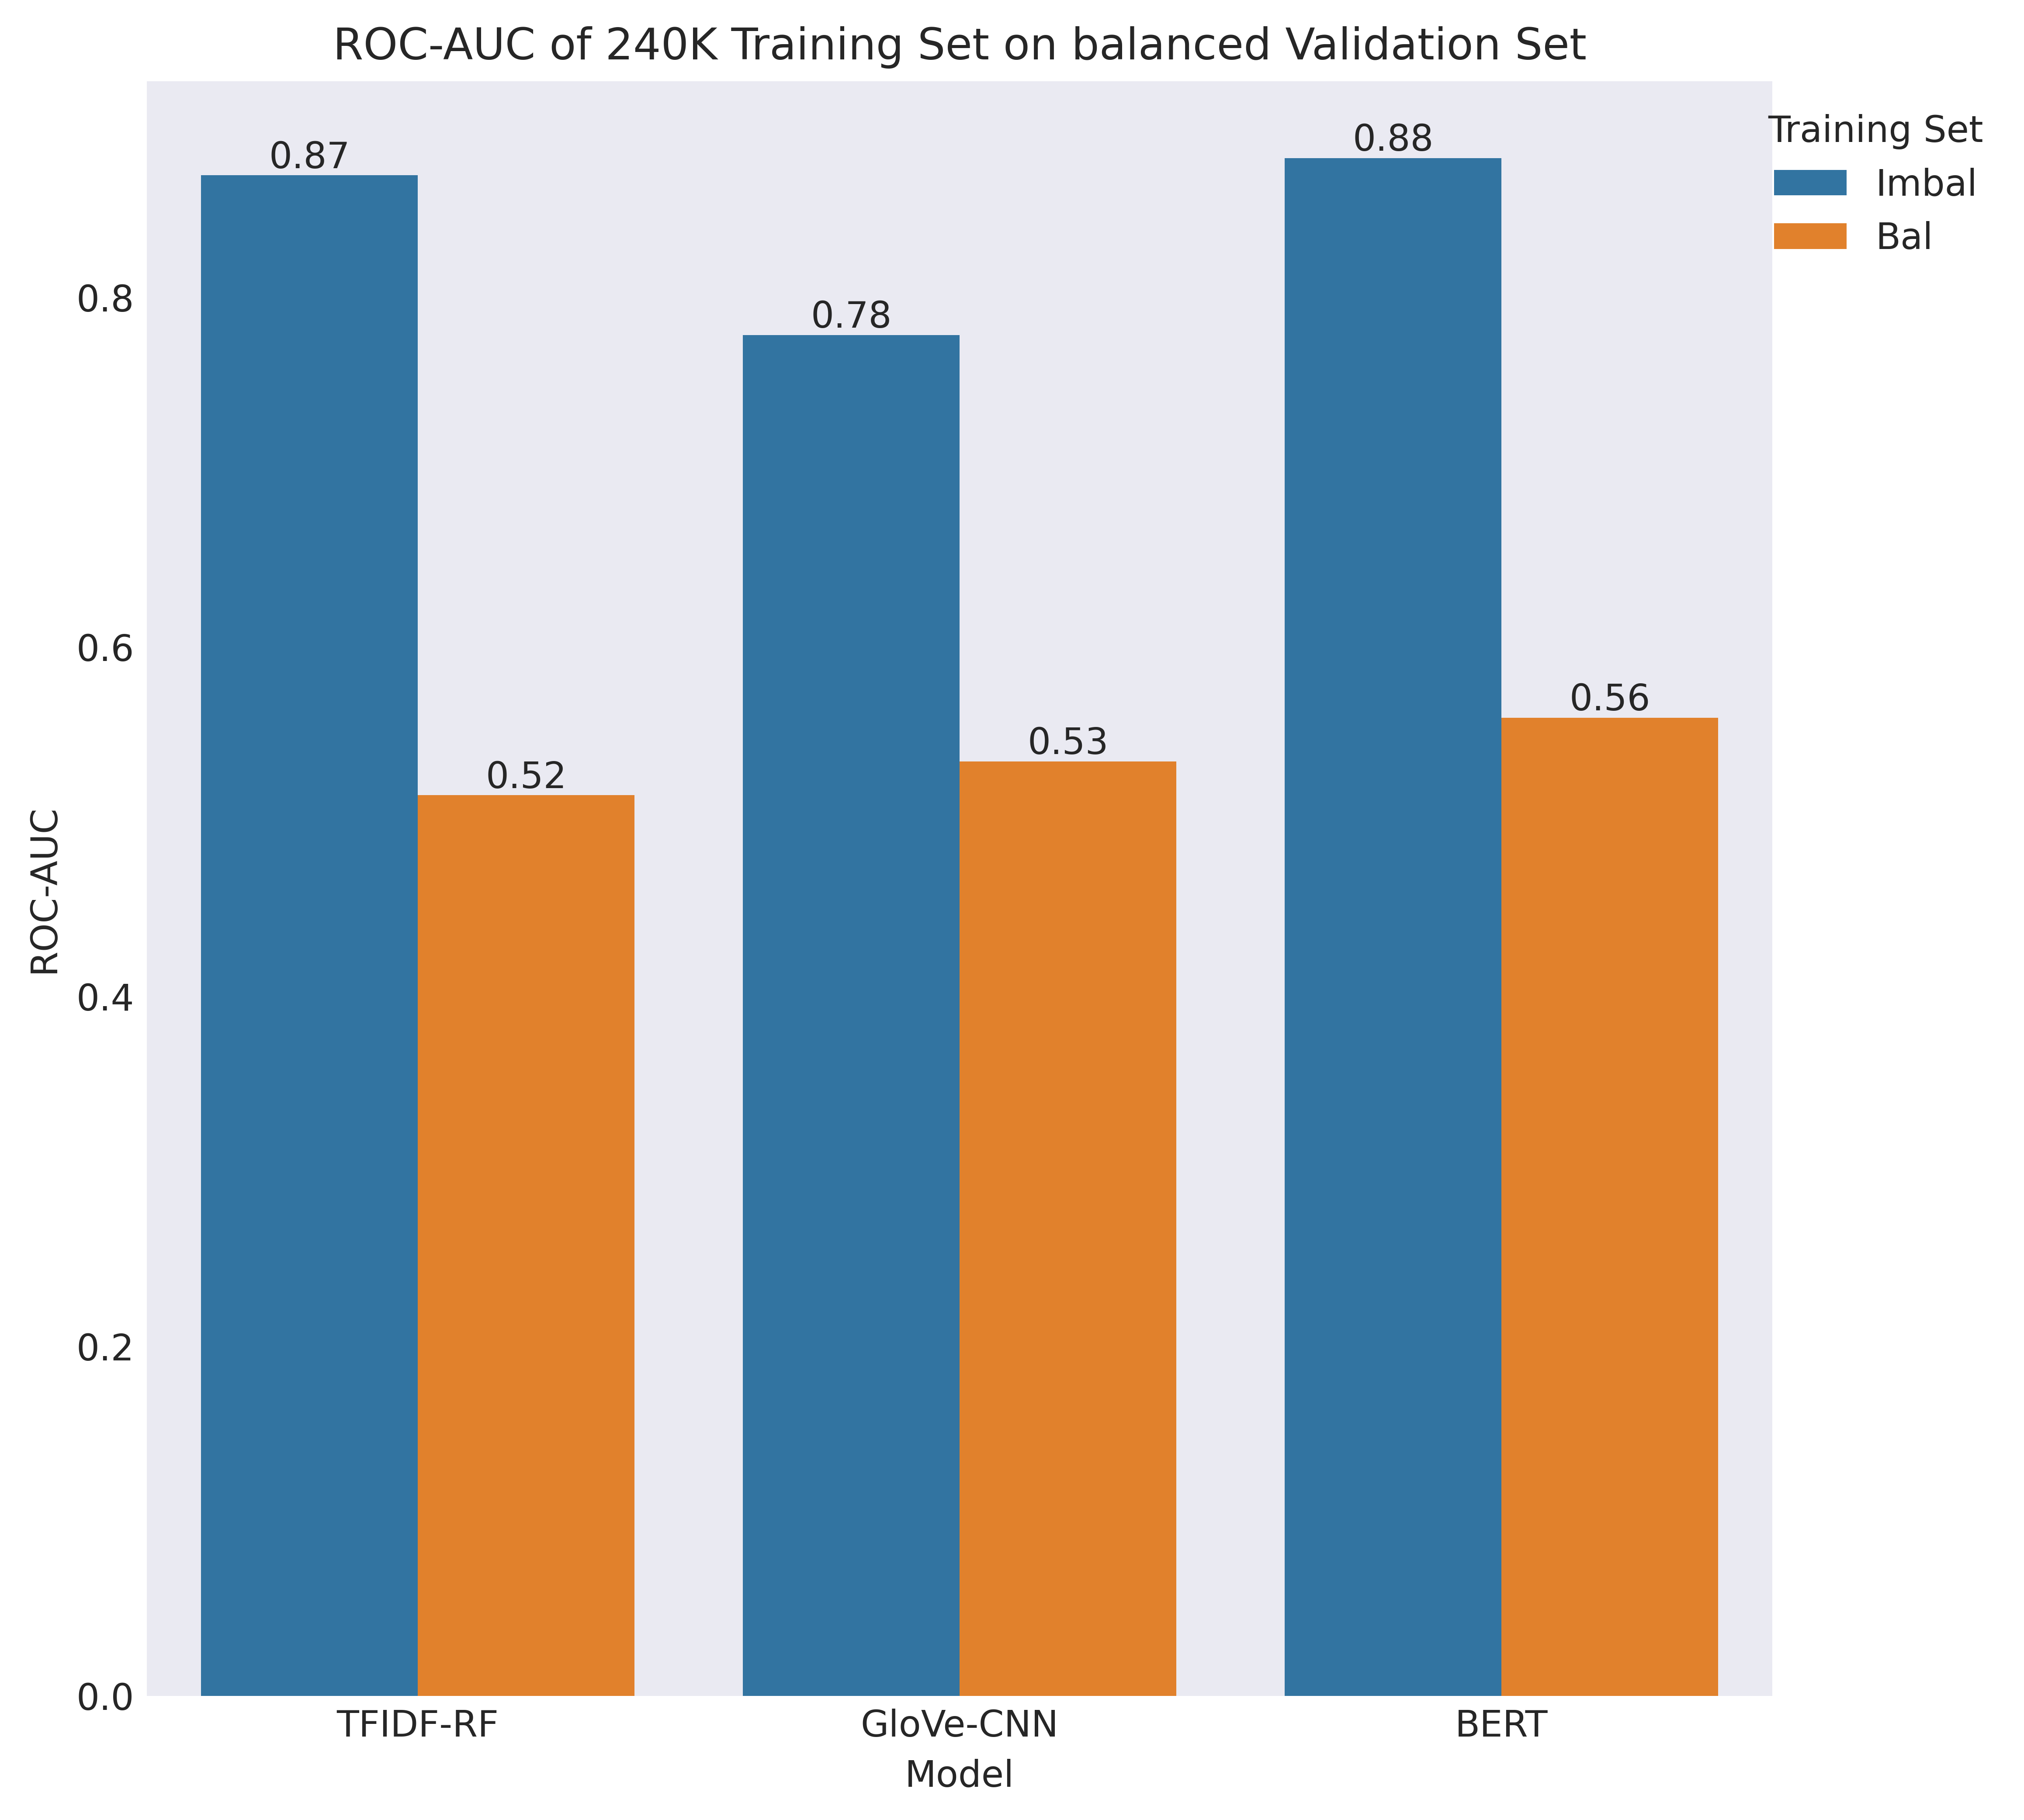 ROC-AUC of 240K Training Set on balanced Validation Set
Training Set
Imbal
Bal
0.87
0.78
0.88
0.52
0.53
0.56
ROC-AUC
0.8
0.6
0.4
0.2
0.0
TFIDF-RF
GloVe-CNN
BERT
Model